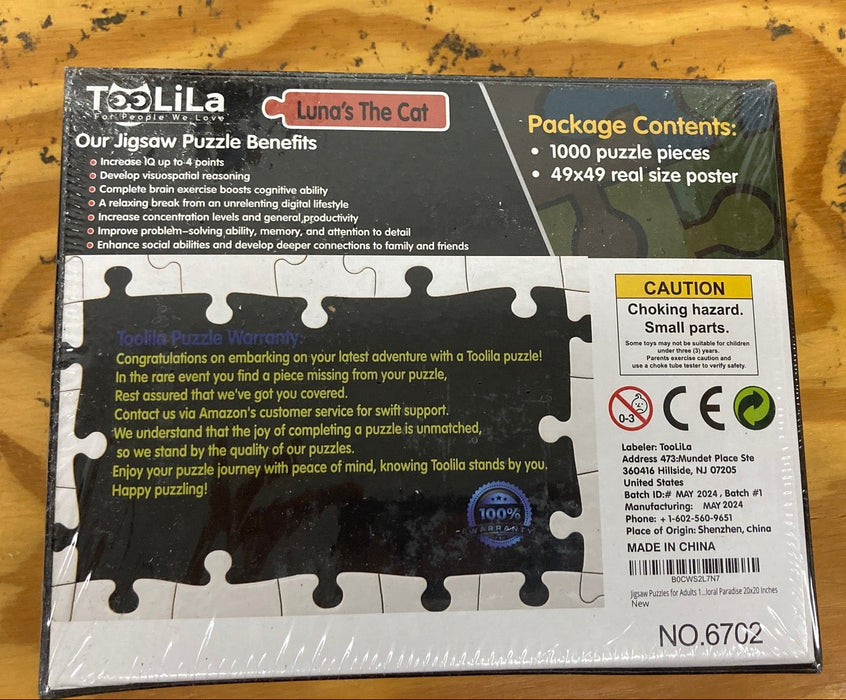 TOOLiLa
For People We Love
Luna's The Cat
Our Jigsaw Puzzle Benefits
Increase IQ up to 4 points
Develop visuospatial reasoning
Complete brain exercise boosts cognitive ability
A relaxing break from an unrelenting digital lifestyle
Increase concentration levels and general,productivity
Improve problem-solving ability, memory, and attention to detail
Enhance social abilities and develop deeper connections to family and friends
Package Contents:
• 1000 puzzle pieces
• 49x49 real size poster
Toolila Puzzle Warranty:
Congratulations on embarking on your latest adventure with a Toolila puzzle!
In the rare event you find a piece missing from your puzzle,
Rest assured that we've got you covered.
Contact us via Amazon's customer service for swift support.
We understand that the joy of completing a puzzle is unmatched,
so we stand by the quality of our puzzles.
Enjoy your puzzle journey with peace of mind, knowing Toolila stands by you.
Happy puzzling!
100%
WARRANTY
CAUTION
Choking hazard.
Small parts.
Some toys may not be suitable for children
under three (3) years.
Parents exercise caution and
use a choke tube tester to verify safety.
0-3
CE
Labeler: TooLiLa
Address 473:Mundet Place Ste
360416 Hillside, NJ 07205
United States
Batch ID:# MAY 2024 , Batch #1
Manufacturing: MAY 2024
Phone: +1-602-560-9651
Place of Origin: Shenzhen, china
MADE IN CHINA
B0CWS2L7N7
Jigsaw Puzzles for Adults 1...loral Paradise 20x20 Inches
New
NO.6702